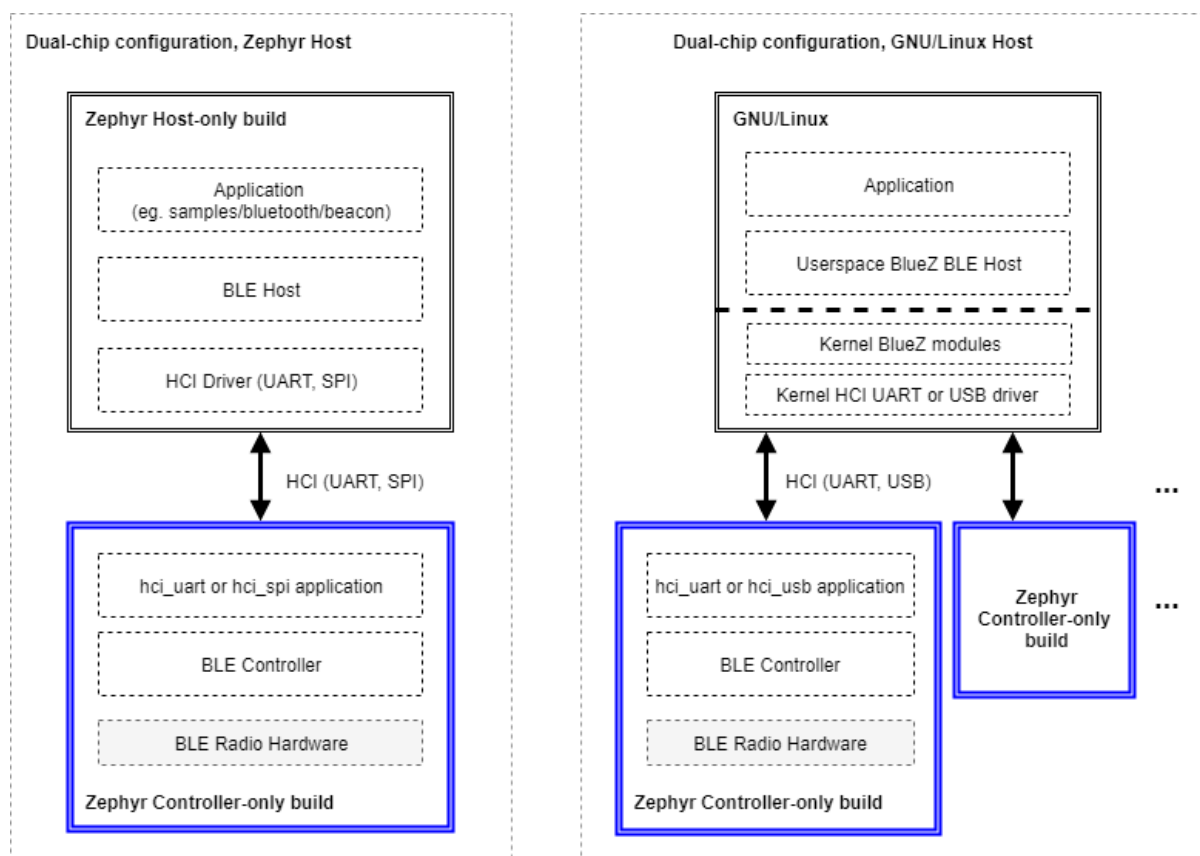 Dual-chip configuration, Zephyr Host
Zephyr Host-only build
Application
(eg. samples/bluetooth/beacon)
BLE Host
HCI Driver (UART, SPI)
HCI (UART, SPI)
hci_uart or hci_spi application
BLE Controller
BLE Radio Hardware
Zephyr Controller-only build
Dual-chip configuration, GNU/Linux Host
GNU/Linux
Application
Userspace BlueZ BLE Host
Kernel BlueZ modules
Kernel HCI UART or USB driver
HCI (UART, USB)
...
hci_uart or hci_usb application
BLE Controller
BLE Radio Hardware
Zephyr Controller-only build
Zephyr
Controller-only
build
...